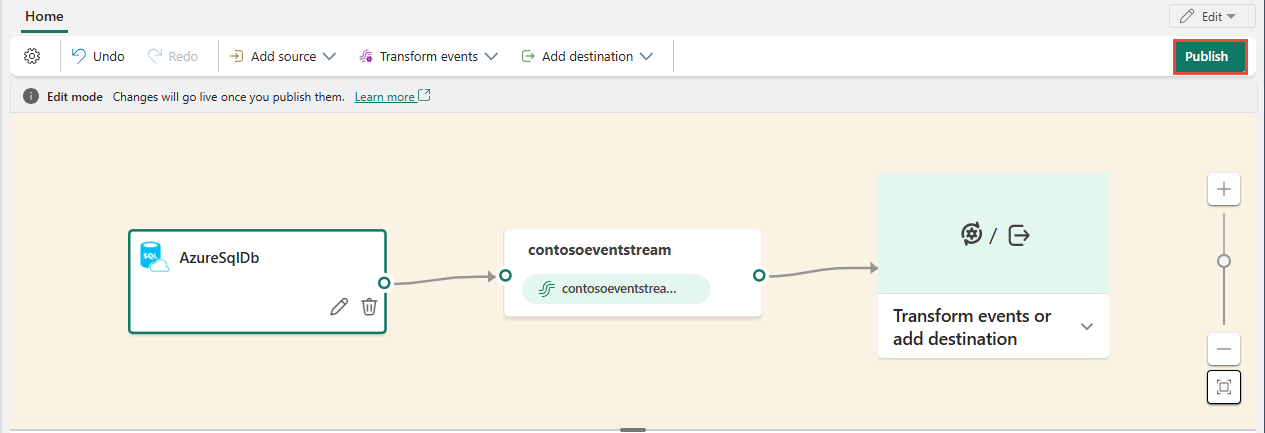 Home
Edit
Undo
Redo
Add source
Transform events
Add destination
Publish
Edit mode Changes will go live once you publish them. Learn more
SQL
AzureSqlDb
contosoeventstream
contosoeventstrea...
/
Transform events or
add destination